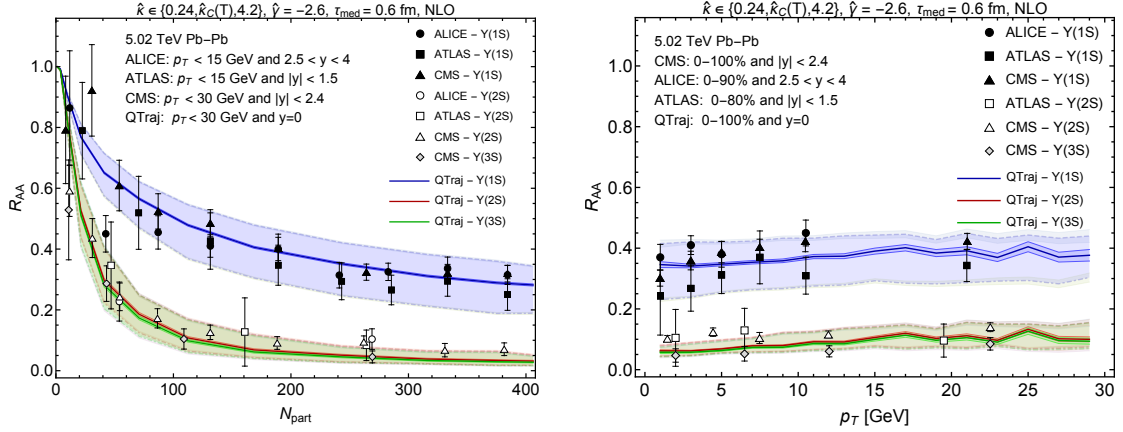 κ̂ ∈ {0.24,κ̂C(T),4.2}, γ̂ = −2.6, τmed = 0.6 fm, NLO
5.02 TeV Pb–Pb
ALICE: pT < 15 GeV and 2.5 < y < 4
ATLAS: pT < 15 GeV and |y| < 1.5
CMS: pT < 30 GeV and |y| < 2.4
QTraj: pT < 30 GeV and y=0
ALICE – Υ(1S)
ATLAS – Υ(1S)
CMS – Υ(1S)
ALICE – Υ(2S)
ATLAS – Υ(2S)
CMS – Υ(2S)
CMS – Υ(3S)
QTraj – Υ(1S)
QTraj – Υ(2S)
QTraj – Υ(3S)
RAA
1.0
0.8
0.6
0.4
0.2
0.0
0 100 200 300 400
Npart
κ̂ ∈ {0.24,κ̂C(T),4.2}, γ̂ = −2.6, τmed = 0.6 fm, NLO
5.02 TeV Pb–Pb
CMS: 0–100% and |y| < 2.4
ALICE: 0–90% and 2.5 < y < 4
ATLAS: 0–80% and |y| < 1.5
QTraj: 0–100% and y=0
ALICE – Υ(1S)
ATLAS – Υ(1S)
CMS – Υ(1S)
ATLAS – Υ(2S)
CMS – Υ(2S)
CMS – Υ(3S)
QTraj – Υ(1S)
QTraj – Υ(2S)
QTraj – Υ(3S)
RAA
1.0
0.8
0.6
0.4
0.2
0.0
0 5 10 15 20 25 30
pT [GeV]